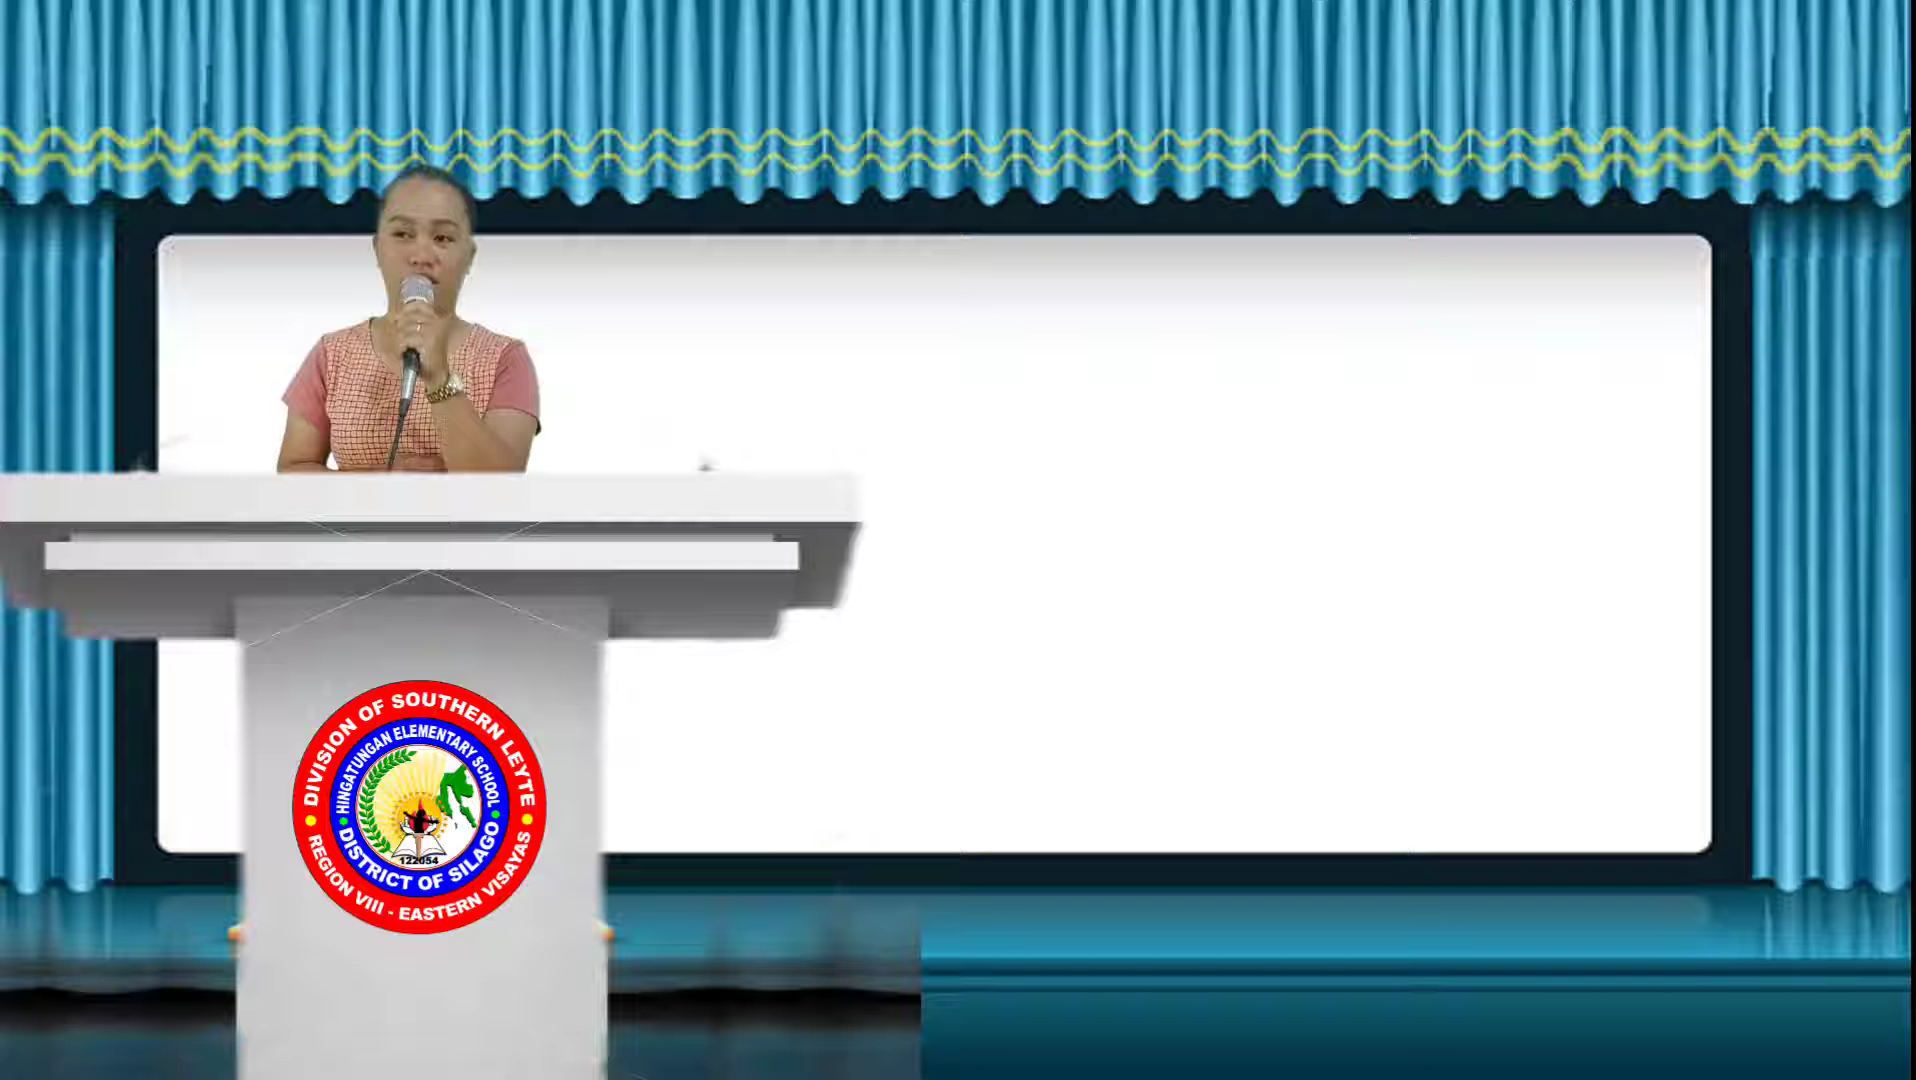 DIVISION OF SOUTHERN LEYTE
HINGATUNGAN ELEMENTARY SCHOOL
122054
DISTRICT OF SILAGO
REGION VIII - EASTERN VISAYAS